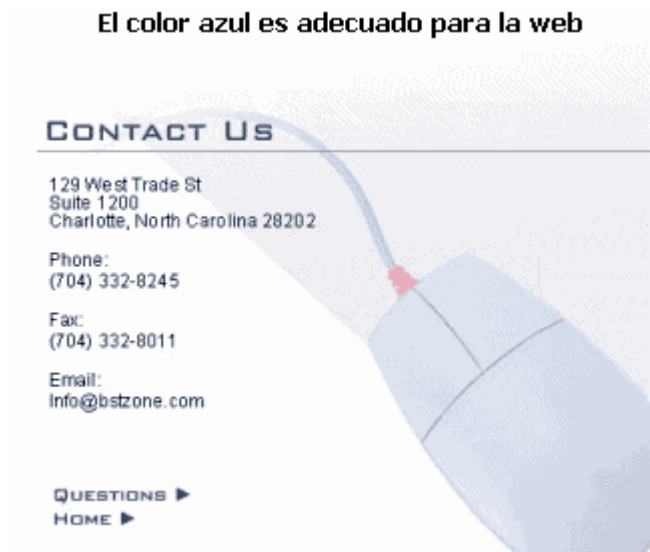 El color azul es adecuado para la web
CONTACT US
129 West Trade St
Suite 1200
Charlotte, North Carolina 28202
Phone:
(704) 332-8245
Fax:
(704) 332-8011
Email:
Info@bstzone.com
QUESTIONS ▶
HOME ▶